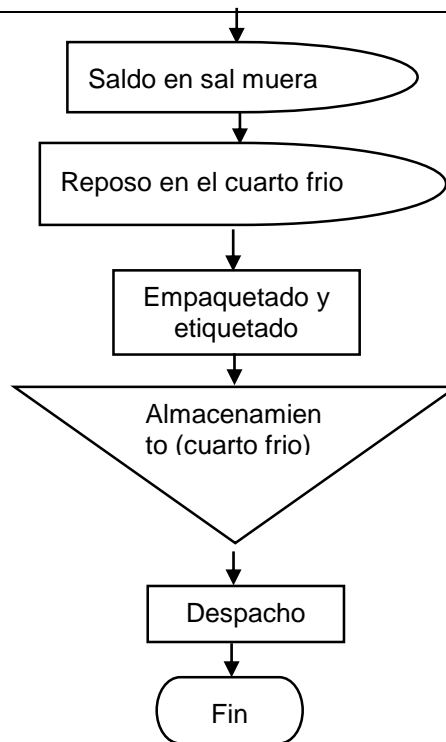 Saldo en sal muera
Reposo en el cuarto frio
Empaquetado y
etiquetado
Almacenamien
to (cuarto frio)
Despacho
Fin